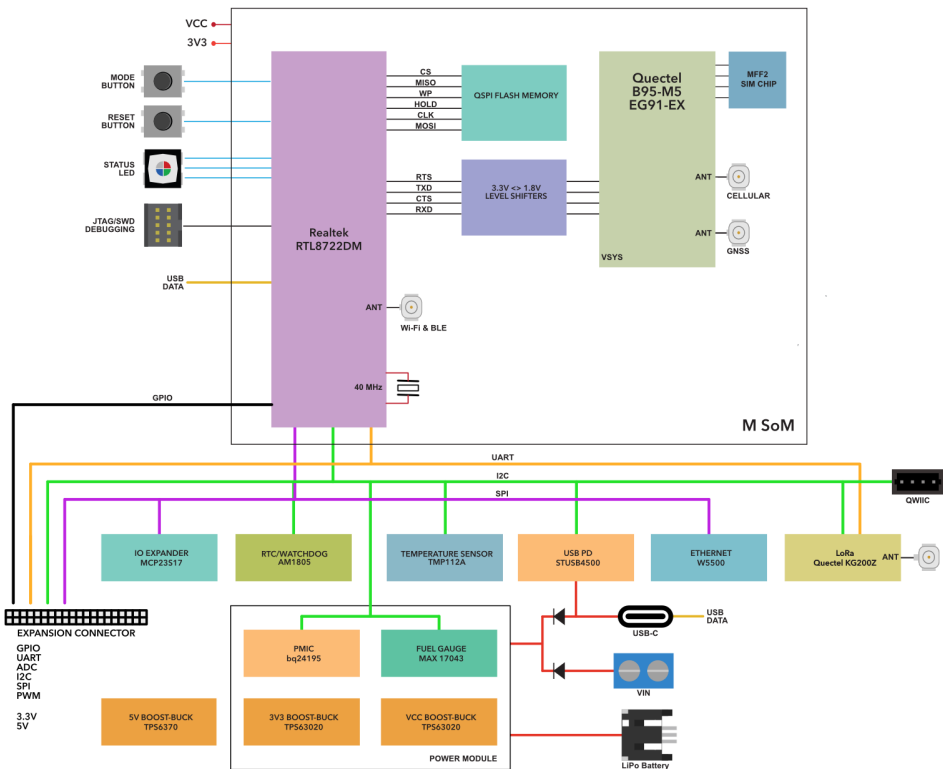 VCC
3V3
MODE
BUTTON
RESET
BUTTON
STATUS
LED
JTAG/SWD
DEBUGGING
USB
DATA
GPIO
Realtek
RTL8722DM
CS
MISO
WP
HOLD
CLK
MOSI
QSPI FLASH MEMORY
RTS
TXD
CTS
RXD
3.3V <> 1.8V
LEVEL SHIFTERS
Quectel
B95-M5
EG91-EX
VSYS
MFF2
SIM CHIP
ANT
CELLULAR
ANT
GNSS
ANT
Wi-Fi & BLE
40 MHz
M SoM
UART
I2C
SPI
QWIIC
IO EXPANDER
MCP23S17
RTC/WATCHDOG
AM1805
TEMPERATURE SENSOR
TMP112A
USB PD
STUSB4500
ETHERNET
W5500
LoRa
Quectel KG200Z
ANT
EXPANSION CONNECTOR
GPIO
UART
ADC
I2C
SPI
PWM
3.3V
5V
PMIC
bq24195
FUEL GAUGE
MAX 17043
5V BOOST-BUCK
TPS6370
3V3 BOOST-BUCK
TPS63020
VCC BOOST-BUCK
TPS63020
POWER MODULE
USB-C
USB
DATA
VIN
LiPo Battery